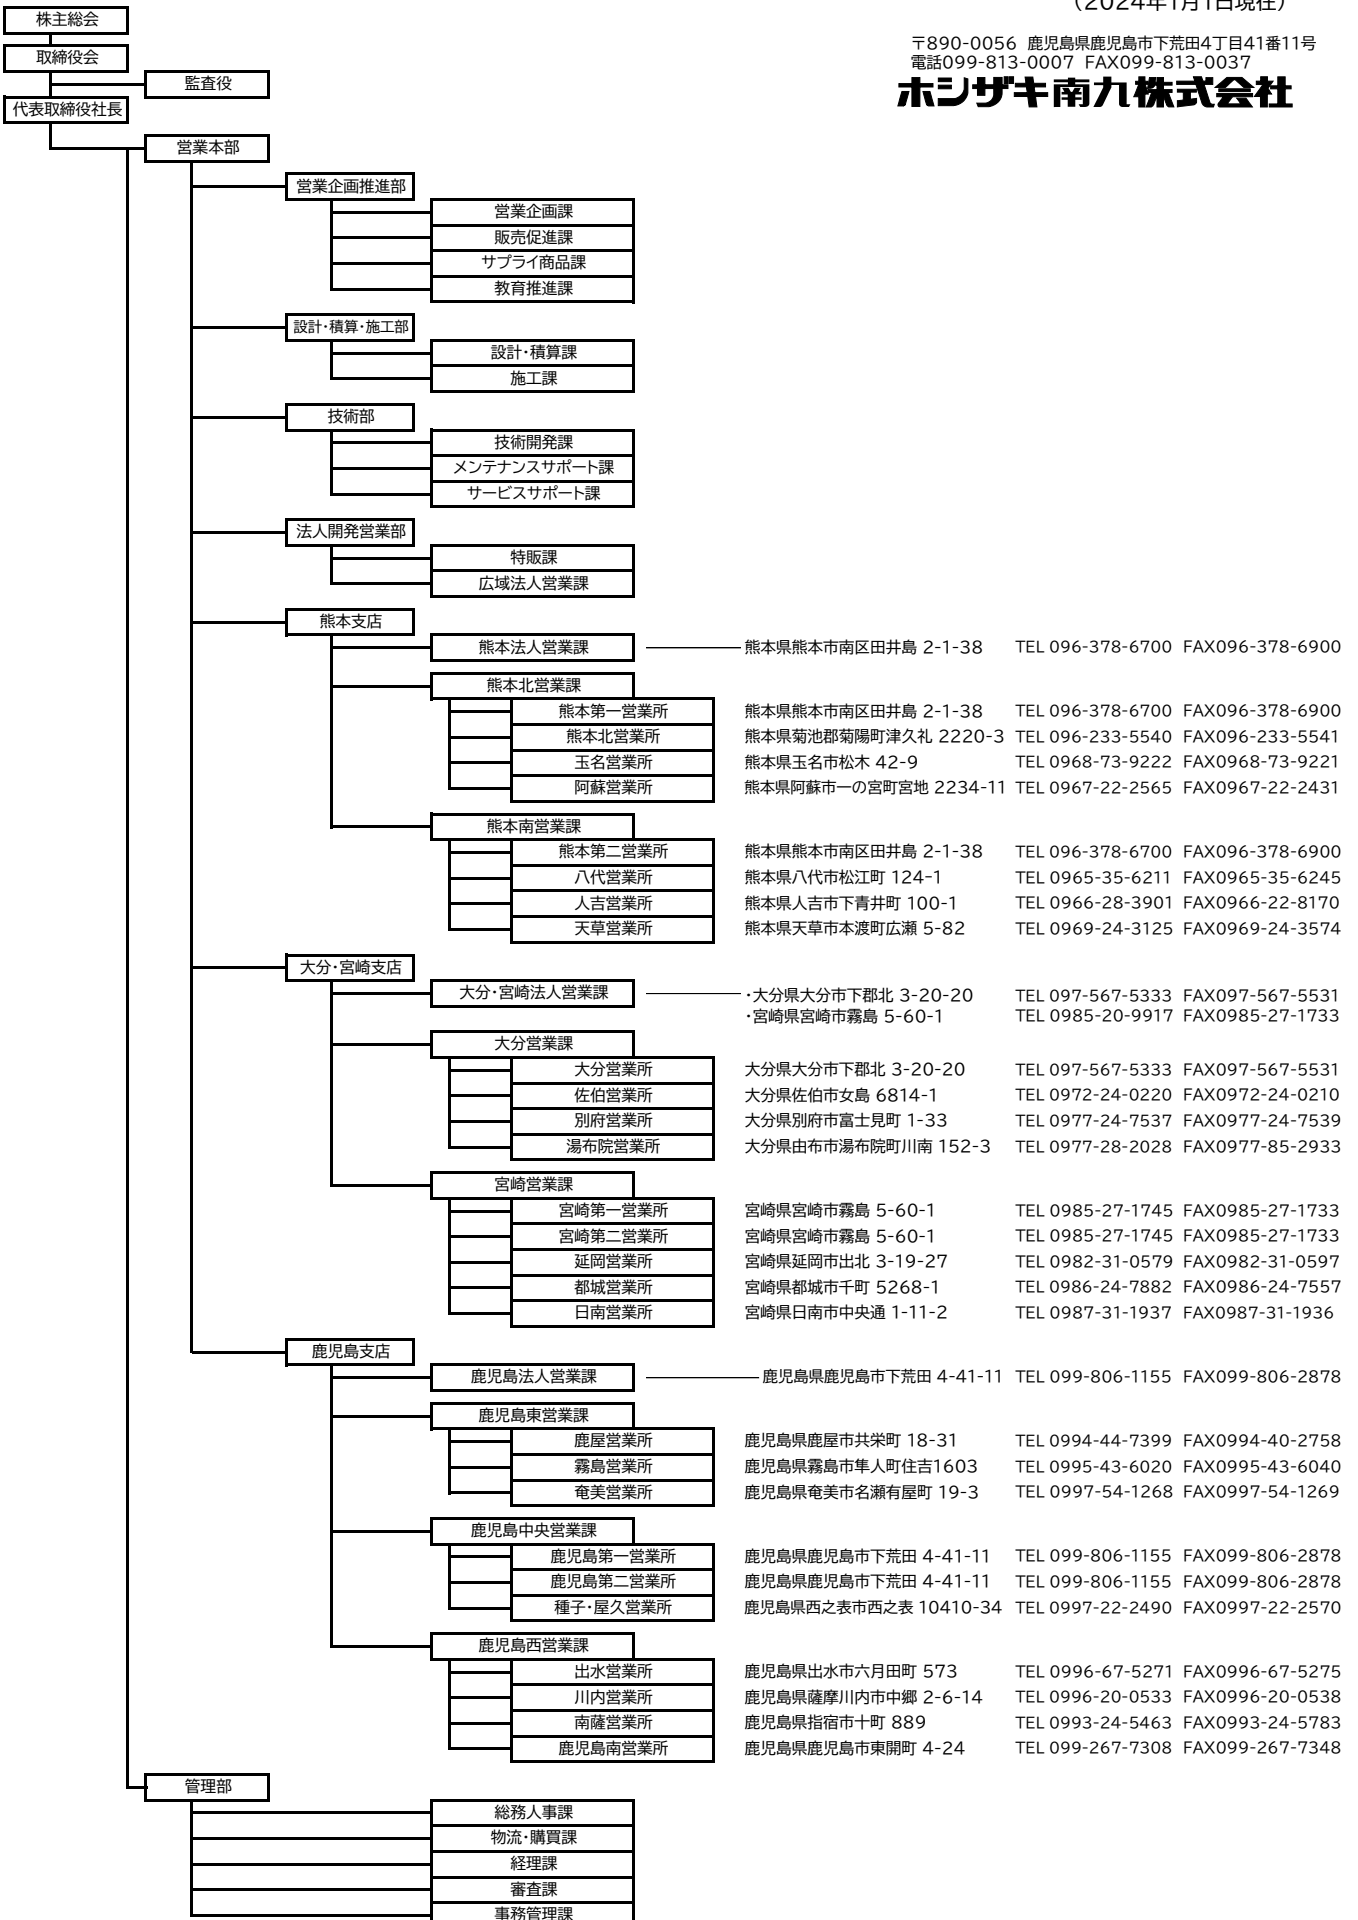 （2024年1月1日現在）
株主総会
〒890-0056 鹿児島県鹿児島市下荒田4丁目41番11号
取締役会
電話099-813-0007 FAX099-813-0037
監査役
ホシザキ南九株式会社
代表取締役社長
営業本部
営業企画推進部
営業企画課
販売促進課
サプライ商品課
教育推進課
設計・積算・施工部
設計・積算課
施工課
技術部
技術開発課
メンテナンスサポート課
サービスサポート課
法人開発営業部
特販課
広域法人営業課
熊本支店
熊本法人営業課 熊本県熊本市南区田井島 2-1-38 TEL 096-378-6700 FAX096-378-6900
熊本北営業課
熊本第一営業所 熊本県熊本市南区田井島 2-1-38 TEL 096-378-6700 FAX096-378-6900
熊本北営業所 熊本県菊池郡菊陽町津久礼 2220-3 TEL 096-233-5540 FAX096-233-5541
玉名営業所 熊本県玉名市松木 42-9 TEL 0968-73-9222 FAX0968-73-9221
阿蘇営業所 熊本県阿蘇市一の宮町宮地 2234-11 TEL 0967-22-2565 FAX0967-22-2431
熊本南営業課
熊本第二営業所 熊本県熊本市南区田井島 2-1-38 TEL 096-378-6700 FAX096-378-6900
八代営業所 熊本県八代市松江町 124-1 TEL 0965-35-6211 FAX0965-35-6245
人吉営業所 熊本県人吉市下青井町 100-1 TEL 0966-28-3901 FAX0966-22-8170
天草営業所 熊本県天草市本渡町広瀬 5-82 TEL 0969-24-3125 FAX0969-24-3574
大分・宮崎支店
大分・宮崎法人営業課 ・大分県大分市下郡北 3-20-20 TEL 097-567-5333 FAX097-567-5531
・宮崎県宮崎市霧島 5-60-1 TEL 0985-20-9917 FAX0985-27-1733
大分営業課
大分営業所 大分県大分市下郡北 3-20-20 TEL 097-567-5333 FAX097-567-5531
佐伯営業所 大分県佐伯市女島 6814-1 TEL 0972-24-0220 FAX0972-24-0210
別府営業所 大分県別府市富士見町 1-33 TEL 0977-24-7537 FAX0977-24-7539
湯布院営業所 大分県由布市湯布院町川南 152-3 TEL 0977-28-2028 FAX0977-85-2933
宮崎営業課
宮崎第一営業所 宮崎県宮崎市霧島 5-60-1 TEL 0985-27-1745 FAX0985-27-1733
宮崎第二営業所 宮崎県宮崎市霧島 5-60-1 TEL 0985-27-1745 FAX0985-27-1733
延岡営業所 宮崎県延岡市出北 3-19-27 TEL 0982-31-0579 FAX0982-31-0597
都城営業所 宮崎県都城市千町 5268-1 TEL 0986-24-7882 FAX0986-24-7557
日南営業所 宮崎県日南市中央通 1-11-2 TEL 0987-31-1937 FAX0987-31-1936
鹿児島支店
鹿児島法人営業課 鹿児島県鹿児島市下荒田 4-41-11 TEL 099-806-1155 FAX099-806-2878
鹿児島東営業課
鹿屋営業所 鹿児島県鹿屋市共栄町 18-31 TEL 0994-44-7399 FAX0994-40-2758
霧島営業所 鹿児島県霧島市隼人町住吉1603 TEL 0995-43-6020 FAX0995-43-6040
奄美営業所 鹿児島県奄美市名瀬有屋町 19-3 TEL 0997-54-1268 FAX0997-54-1269
鹿児島中央営業課
鹿児島第一営業所 鹿児島県鹿児島市下荒田 4-41-11 TEL 099-806-1155 FAX099-806-2878
鹿児島第二営業所 鹿児島県鹿児島市下荒田 4-41-11 TEL 099-806-1155 FAX099-806-2878
種子・屋久営業所 鹿児島県西之表市西之表 10410-34 TEL 0997-22-2490 FAX0997-22-2570
鹿児島西営業課
出水営業所 鹿児島県出水市六月田町 573 TEL 0996-67-5271 FAX0996-67-5275
川内営業所 鹿児島県薩摩川内市中郷 2-6-14 TEL 0996-20-0533 FAX0996-20-0538
南薩営業所 鹿児島県指宿市十町 889 TEL 0993-24-5463 FAX0993-24-5783
鹿児島南営業所 鹿児島県鹿児島市東開町 4-24 TEL 099-267-7308 FAX099-267-7348
管理部
総務人事課
物流・購買課
経理課
審査課
事務管理課